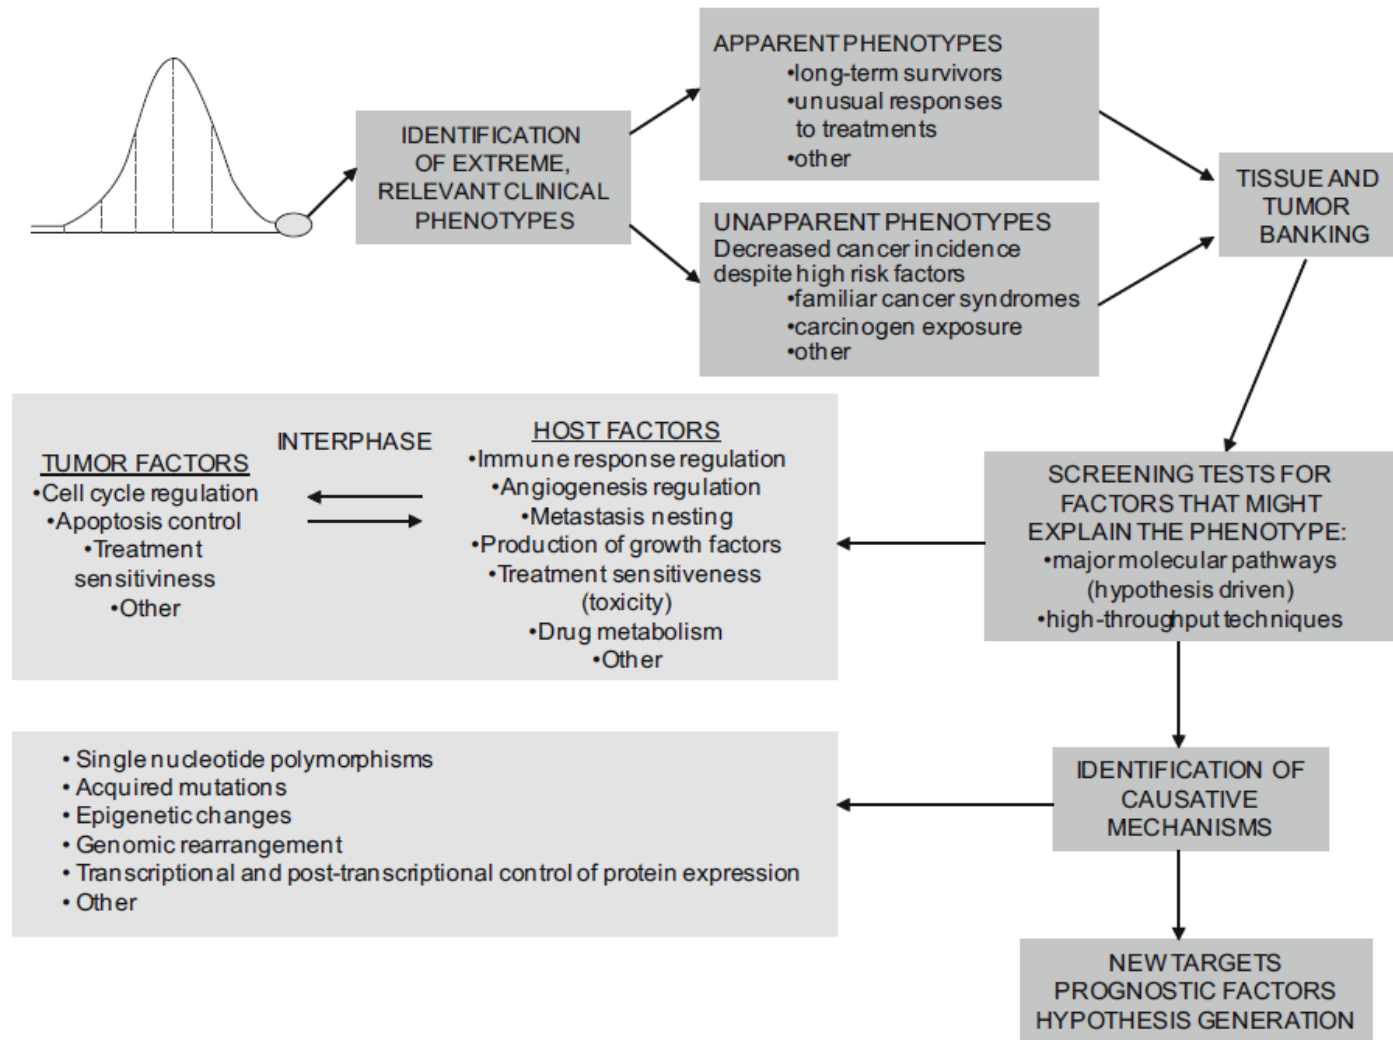 IDENTIFICATION
OF EXTREME,
RELEVANT CLINICAL
PHENOTYPES
APPARENT PHENOTYPES
•long-term survivors
•unusual responses
to treatments
•other
UNAPPARENT PHENOTYPES
Decreased cancer incidence
despite high risk factors
•familiar cancer syndromes
•carcinogen exposure
•other
TISSUE AND
TUMOR
BANKING
SCREENING TESTS FOR
FACTORS THAT MIGHT
EXPLAIN THE PHENOTYPE:
•major molecular pathways
(hypothesis driven)
•high-throughput techniques
TUMOR FACTORS
•Cell cycle regulation
•Apoptosis control
•Treatment
sensitiviness
•Other
INTERPHASE
HOST FACTORS
•Immune response regulation
•Angiogenesis regulation
•Metastasis nesting
•Production of growth factors
•Treatment sensitiveness
(toxicity)
•Drug metabolism
•Other
IDENTIFICATION OF
CAUSATIVE
MECHANISMS
• Single nucleotide polymorphisms
• Acquired mutations
• Epigenetic changes
• Genomic rearrangement
• Transcriptional and post-transcriptional control of protein expression
• Other
NEW TARGETS
PROGNOSTIC FACTORS
HYPOTHESIS GENERATION